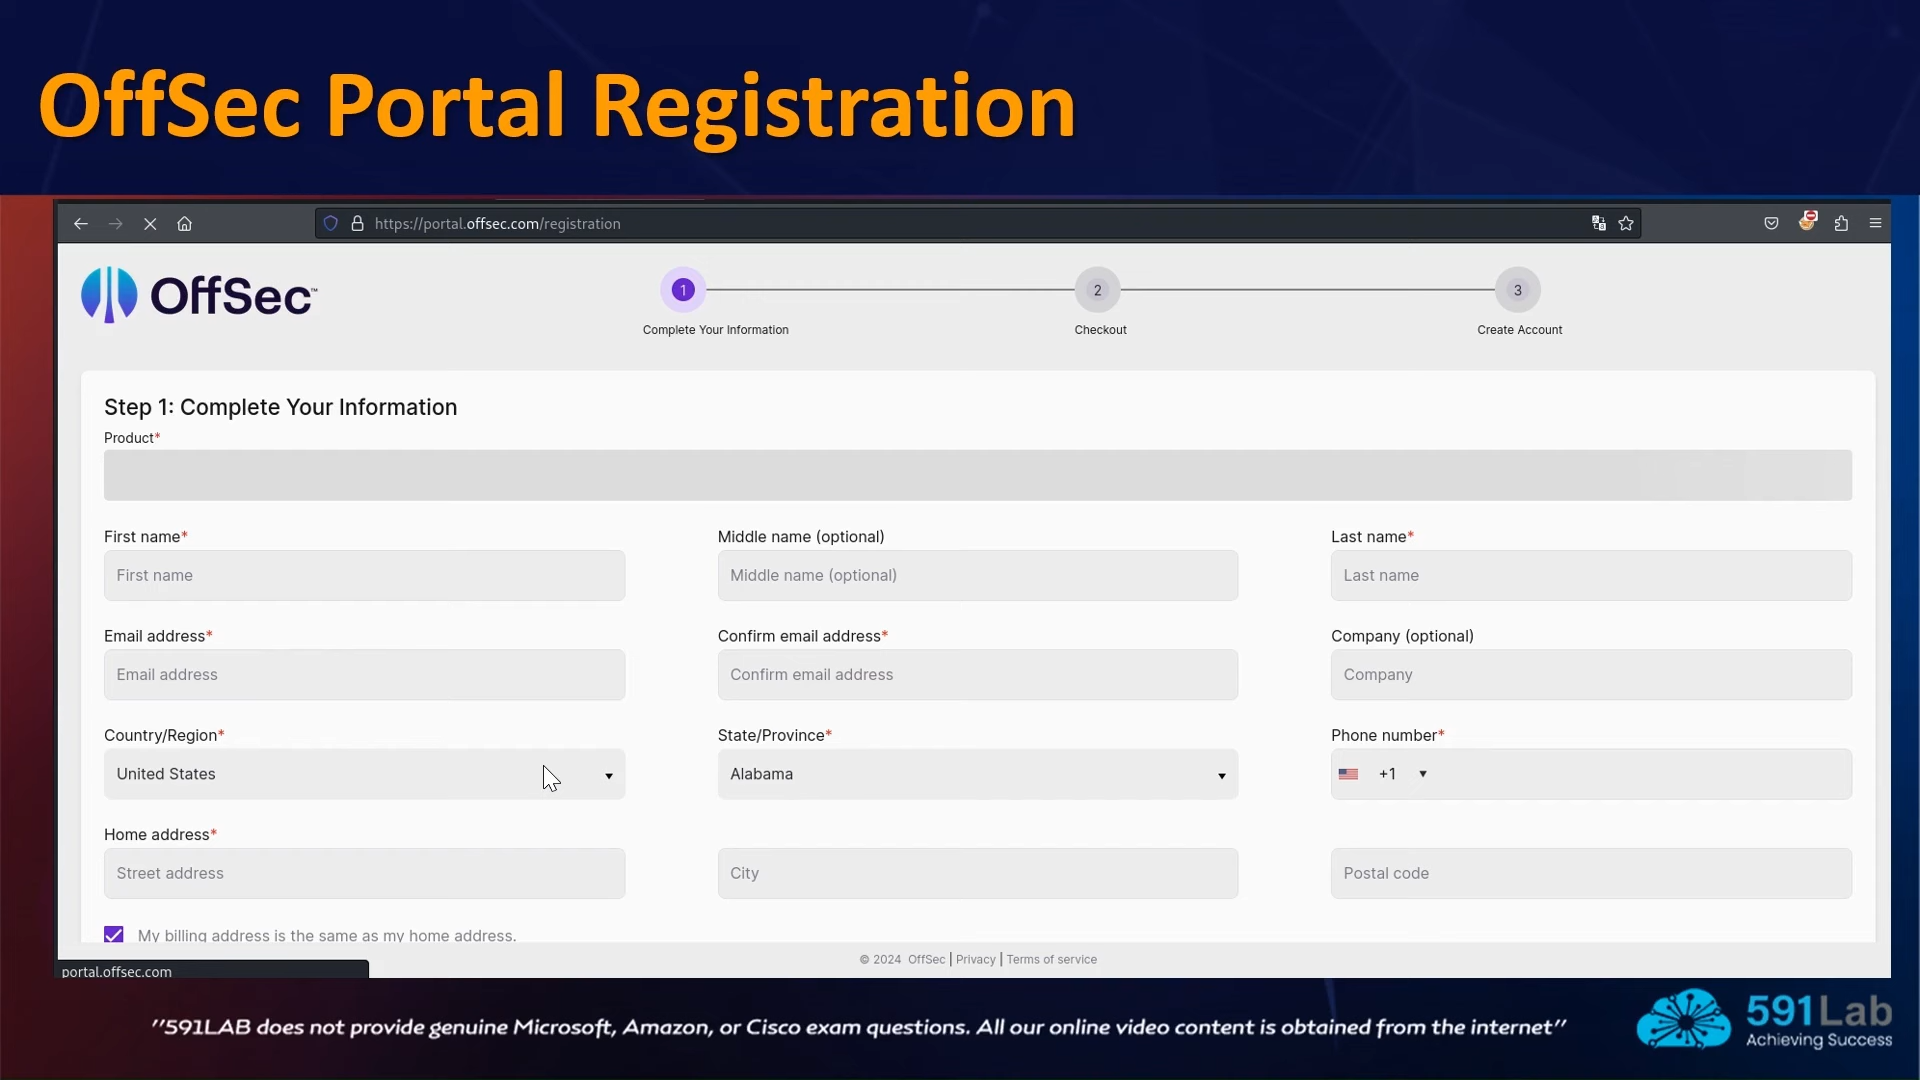 OffSec Portal Registration
https://portal.offsec.com/registration
OffSec™
1
2
3
Complete Your Information
Checkout
Create Account
Step 1: Complete Your Information
Product*
First name*
Middle name (optional)
Last name*
First name
Middle name (optional)
Last name
Email address*
Confirm email address*
Company (optional)
Email address
Confirm email address
Company
Country/Region*
State/Province*
Phone number*
United States
Alabama
+1
Home address*
Street address
City
Postal code
My billing address is the same as my home address.
© 2024 OffSec | Privacy | Terms of service
portal.offsec.com
''591LAB does not provide genuine Microsoft, Amazon, or Cisco exam questions. All our online video content is obtained from the internet''
591Lab
Achieving Success